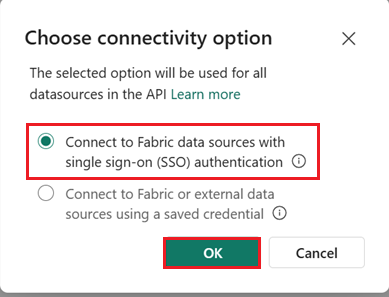 Choose connectivity option
The selected option will be used for all
datasources in the API Learn more
Connect to Fabric data sources with
single sign-on (SSO) authentication
Connect to Fabric or external data
sources using a saved credential
OK Cancel